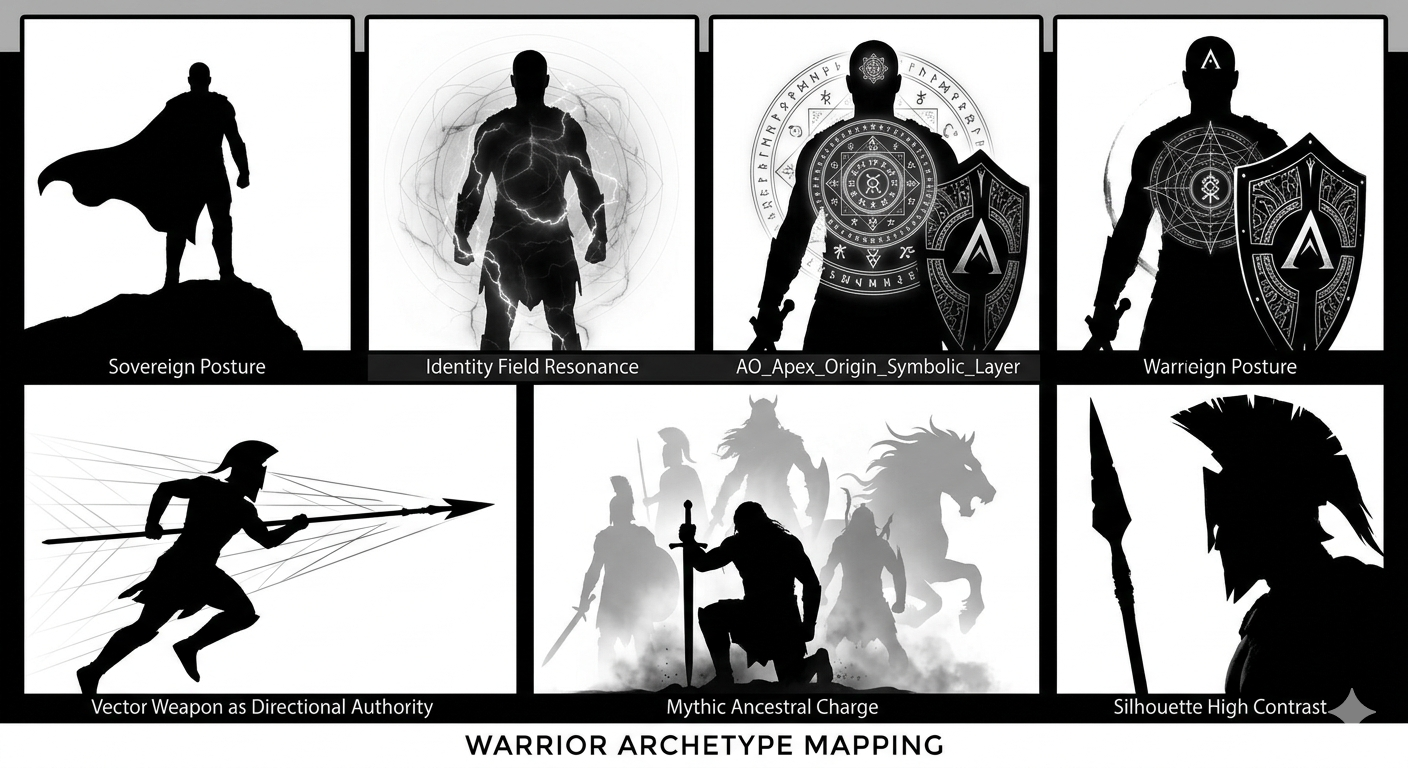 Sovereign Posture
Identity Field Resonance
AO_Apex_Origin_Symbolic_Layer
Warrıeign Posture
Vector Weapon as Directional Authority
Mythic Ancestral Charge
Silhouette High Contrast
WARRIOR ARCHETYPE MAPPING